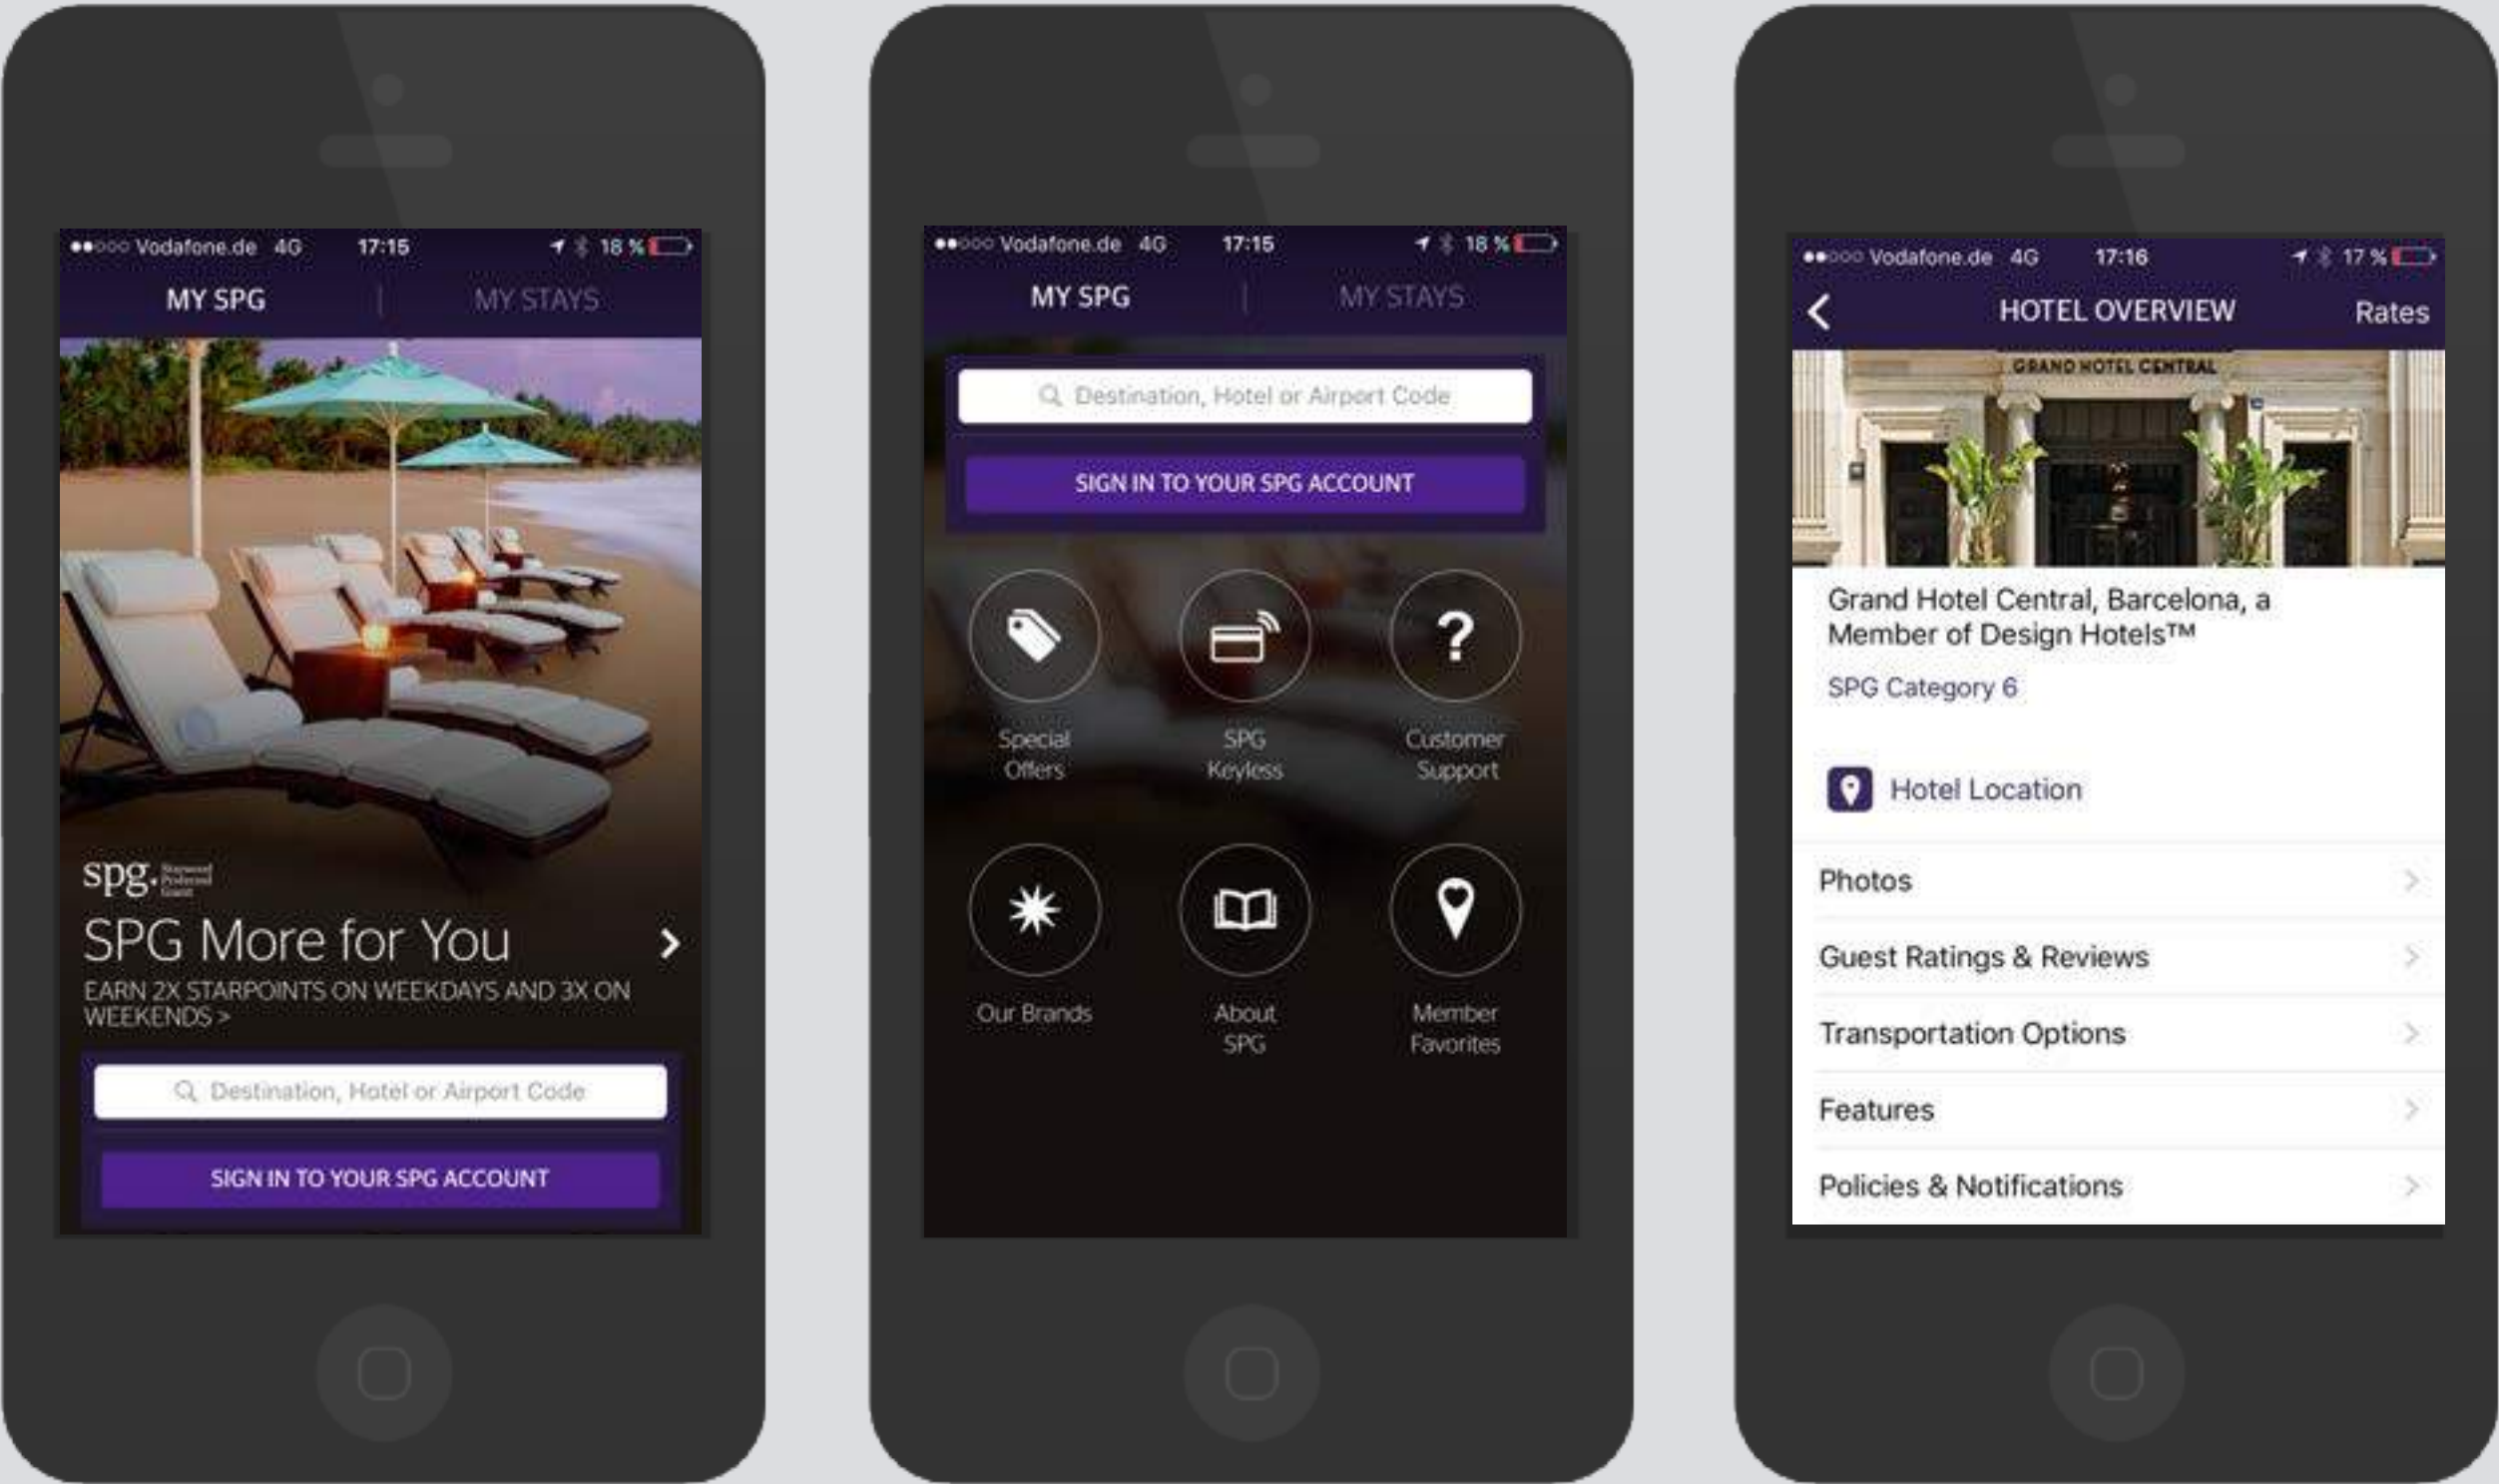 Vodafone.de 4G 17:15 18 %
MY SPG | MY STAYS
spg. Starwood
Preferred
Guest
SPG More for You
EARN 2X STARPOINTS ON WEEKDAYS AND 3X ON
WEEKENDS >
Destination, Hotel or Airport Code
SIGN IN TO YOUR SPG ACCOUNT
Vodafone.de 4G 17:15 18 %
MY SPG | MY STAYS
Destination, Hotel or Airport Code
SIGN IN TO YOUR SPG ACCOUNT
Special
Offers
SPG
Keyless
Customer
Support
Our Brands
About
SPG
Member
Favorites
Vodafone.de 4G 17:16 17 %
HOTEL OVERVIEW Rates
GRAND HOTEL CENTRAL
Grand Hotel Central, Barcelona, a
Member of Design Hotels™
SPG Category 6
Hotel Location
Photos
Guest Ratings & Reviews
Transportation Options
Features
Policies & Notifications